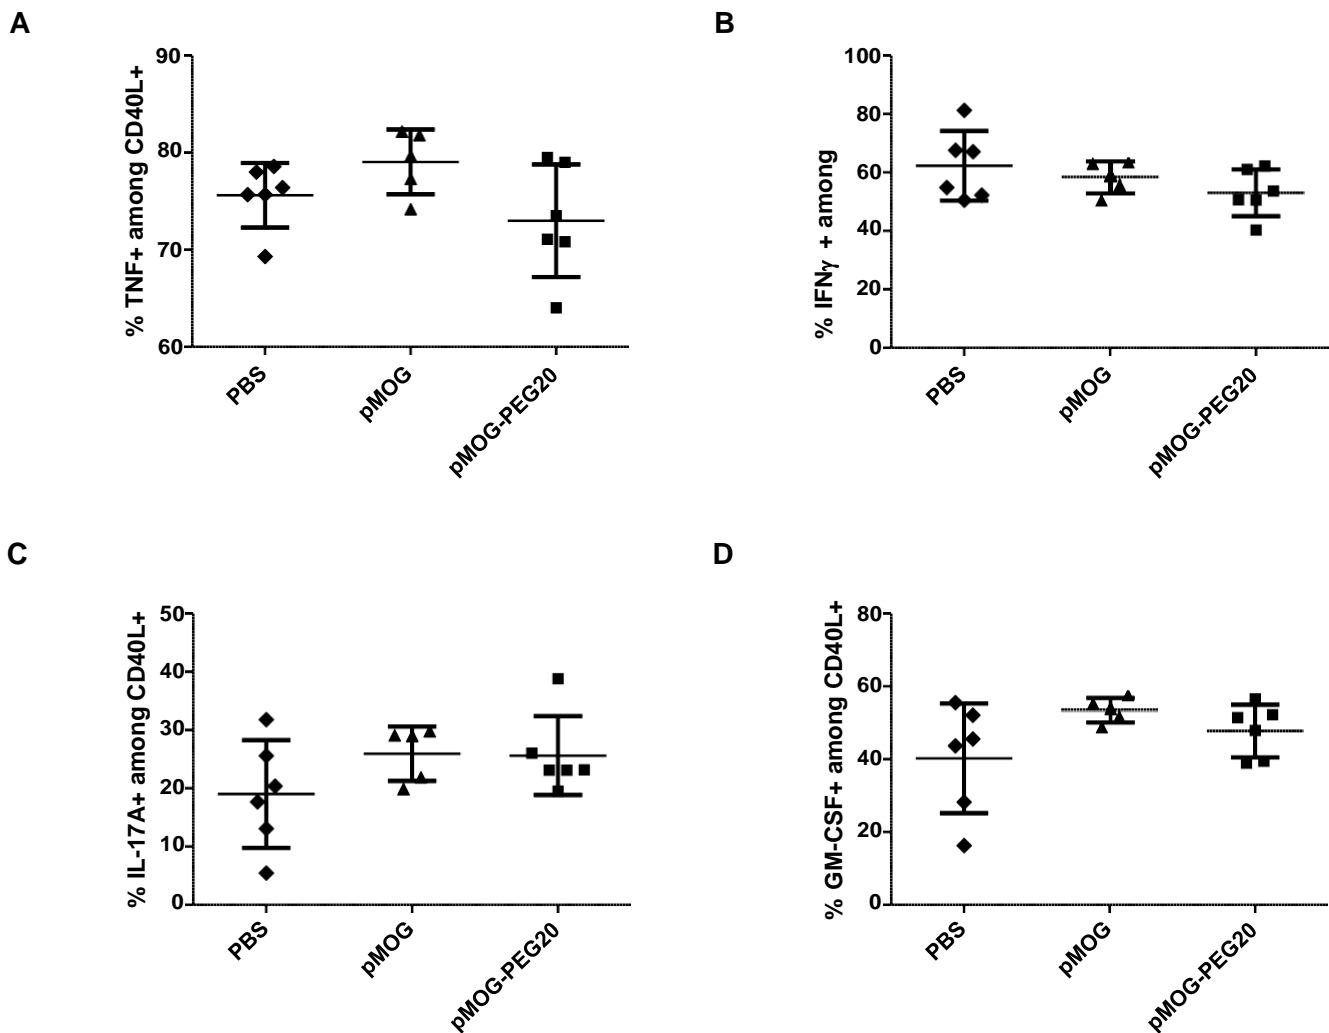 A
% TNF+ among CD40L+
90
80
70
60
PBS
pMOG
pMOG-PEG20
B
% IFNγ + among
100
80
60
40
20
0
PBS
pMOG
pMOG-PEG20
C
% IL-17A+ among CD40L+
50
40
30
20
10
0
PBS
pMOG
pMOG-PEG20
D
% GM-CSF+ among CD40L+
80
60
40
20
0
PBS
pMOG
pMOG-PEG20